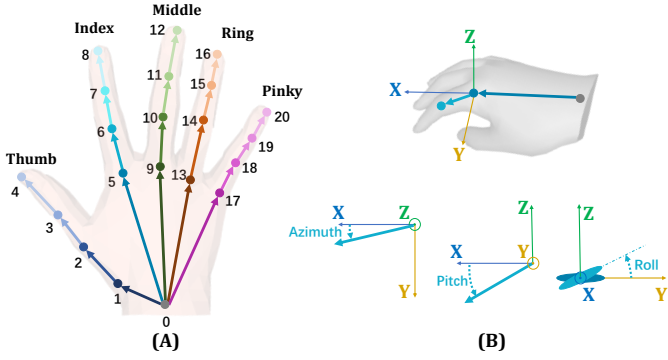 Middle
12
Index
Ring
8
16
11
7
15
Pinky
10
14
20
6
19
Thumb
9
18
4
5
13
17
3
2
1
0
(A)
Z
X
Y
X
Z
Azimuth
Y
Z
X
Y
Pitch
Z
Roll
X
Y
(B)